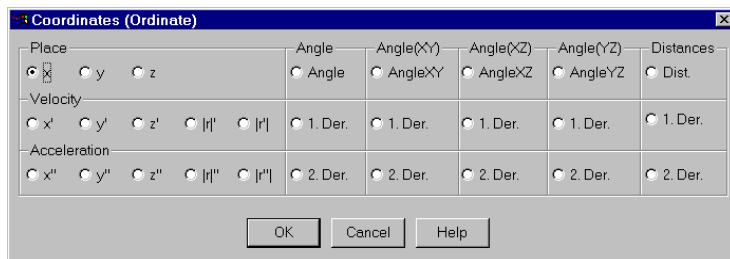 Coordinates (Ordinate)
Place Angle Angle(XY) Angle(XZ) Angle(YZ) Distances
x y z Angle AngleXY AngleXZ AngleYZ Dist.
Velocity
x' y' z' |r|' |r'| 1. Der. 1. Der. 1. Der. 1. Der. 1. Der.
Acceleration
x'' y'' z'' |r|'' |r''| 2. Der. 2. Der. 2. Der. 2. Der. 2. Der.
OK Cancel Help